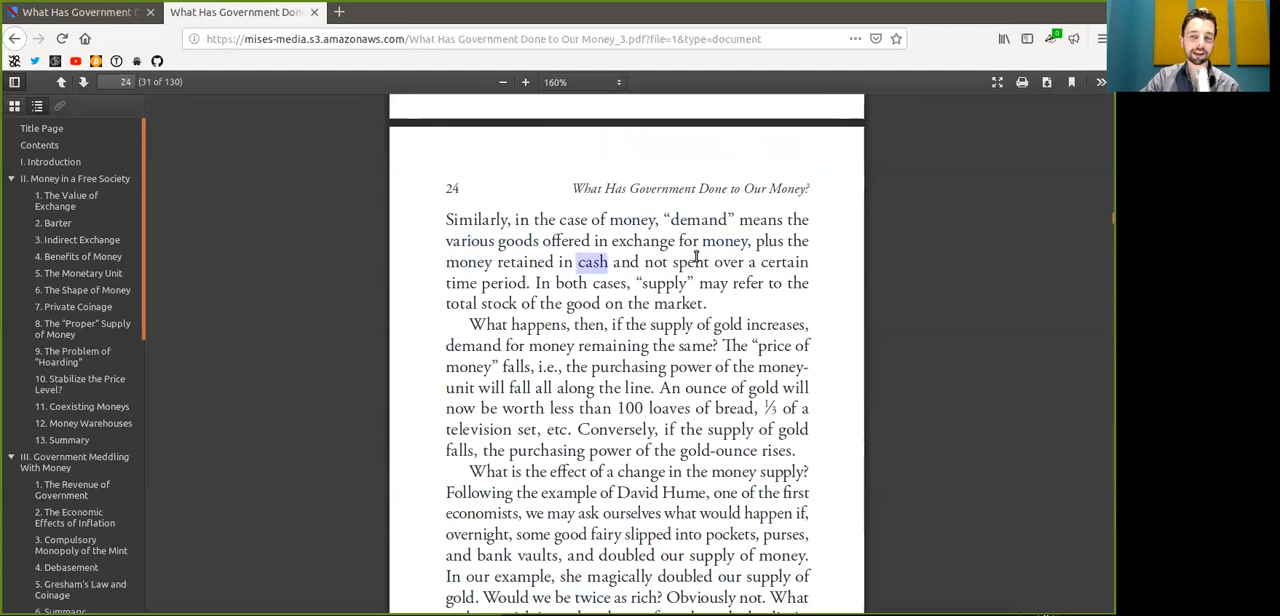 What Has Government Done to
What Has Government Done
https://mises-media.s3.amazonaws.com/What Has Government Done to Our Money_3.pdf?file=1&type=document
0
24 (31 of 130)
160%
Title Page
Contents
I. Introduction
II. Money in a Free Society
1. The Value of
Exchange
2. Barter
3. Indirect Exchange
4. Benefits of Money
5. The Monetary Unit
6. The Shape of Money
7. Private Coinage
8. The "Proper" Supply
of Money
9. The Problem of
"Hoarding"
10. Stabilize the Price
Level?
11. Coexisting Moneys
12. Money Warehouses
13. Summary
III. Government Meddling
With Money
1. The Revenue of
Government
2. The Economic
Effects of Inflation
3. Compulsory
Monopoly of the Mint
4. Debasement
5. Gresham's Law and
Coinage
6. Summary
24 What Has Government Done to Our Money?
Similarly, in the case of money, “demand” means the
various goods offered in exchange for money, plus the
money retained in cash and not spent over a certain
time period. In both cases, “supply” may refer to the
total stock of the good on the market.
What happens, then, if the supply of gold increases,
demand for money remaining the same? The “price of
money” falls, i.e., the purchasing power of the money-
unit will fall all along the line. An ounce of gold will
now be worth less than 100 loaves of bread, ⅓ of a
television set, etc. Conversely, if the supply of gold
falls, the purchasing power of the gold-ounce rises.
What is the effect of a change in the money supply?
Following the example of David Hume, one of the first
economists, we may ask ourselves what would happen if,
overnight, some good fairy slipped into pockets, purses,
and bank vaults, and doubled our supply of money.
In our example, she magically doubled our supply of
gold. Would we be twice as rich? Obviously not. What